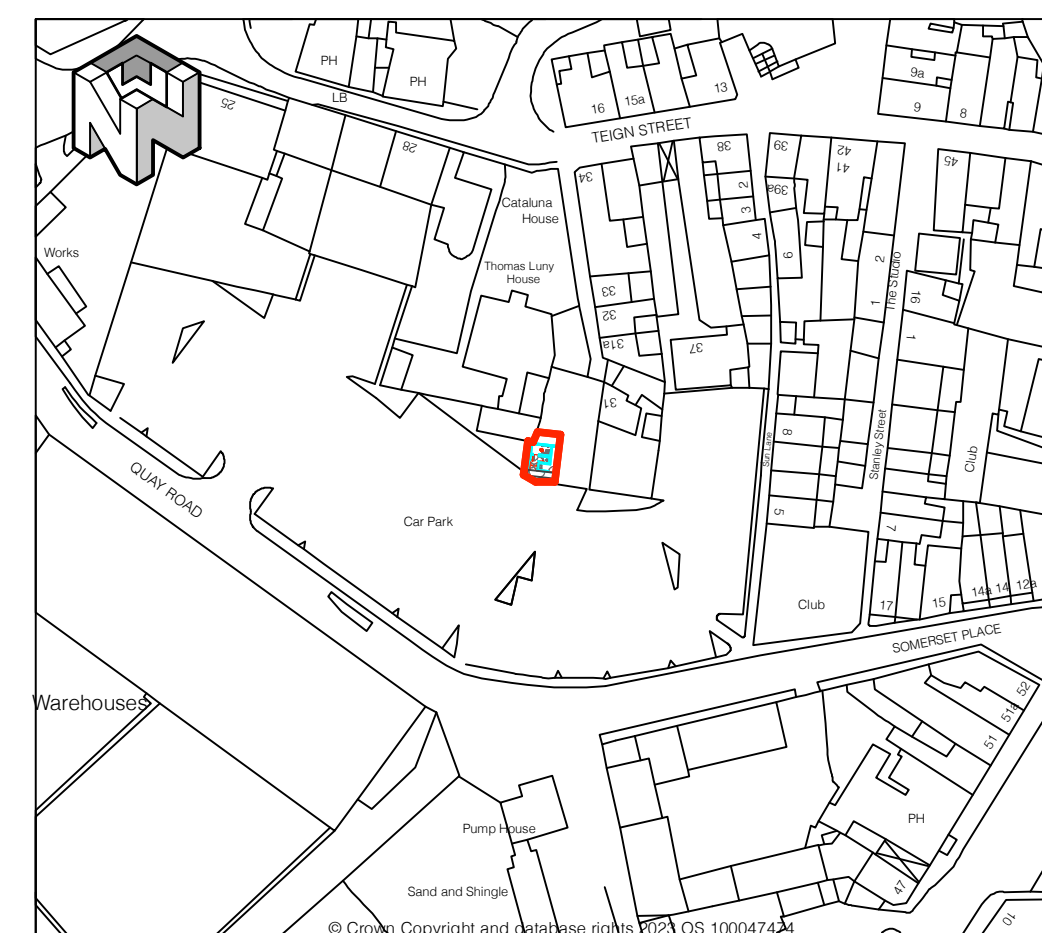 PH
PH
LB
25
28
16
15a
13
9a
9
8
TEIGN STREET
34
38
39
42
41
45
39a
2
3
4
6
Cataluna
House
Works
Thomas Luny
House
33
32
31a
37
31
2
The Studio
1
16
1
8
Sun Lane
Stanley Street
Club
5
7
QUAY ROAD
Car Park
Club
17
15
14a
14
12a
SOMERSET PLACE
52
51a
51
Warehouses
PH
Pump House
47
Sand and Shingle
10
© Crown Copyright and database rights 2023 OS 100047474